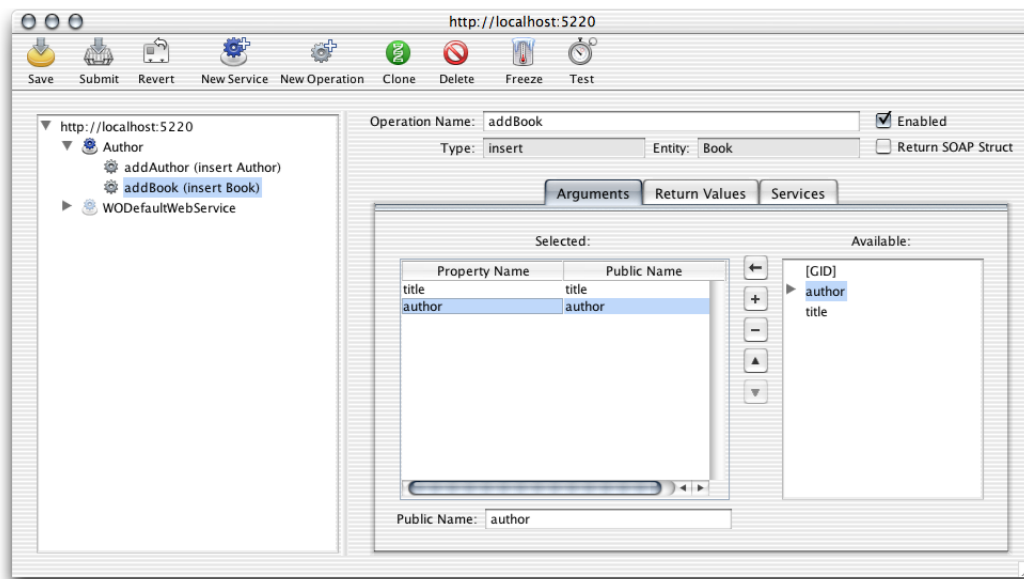 http://localhost:5220
Save Submit Revert New Service New Operation Clone Delete Freeze Test
http://localhost:5220
Author
addAuthor (insert Author)
addBook (insert Book)
WODefaultWebService
Operation Name: addBook Enabled
Type: insert Entity: Book Return SOAP Struct
Arguments Return Values Services
Selected: Available:
Property Name Public Name
title title
author author
[GID]
author
title
Public Name: author